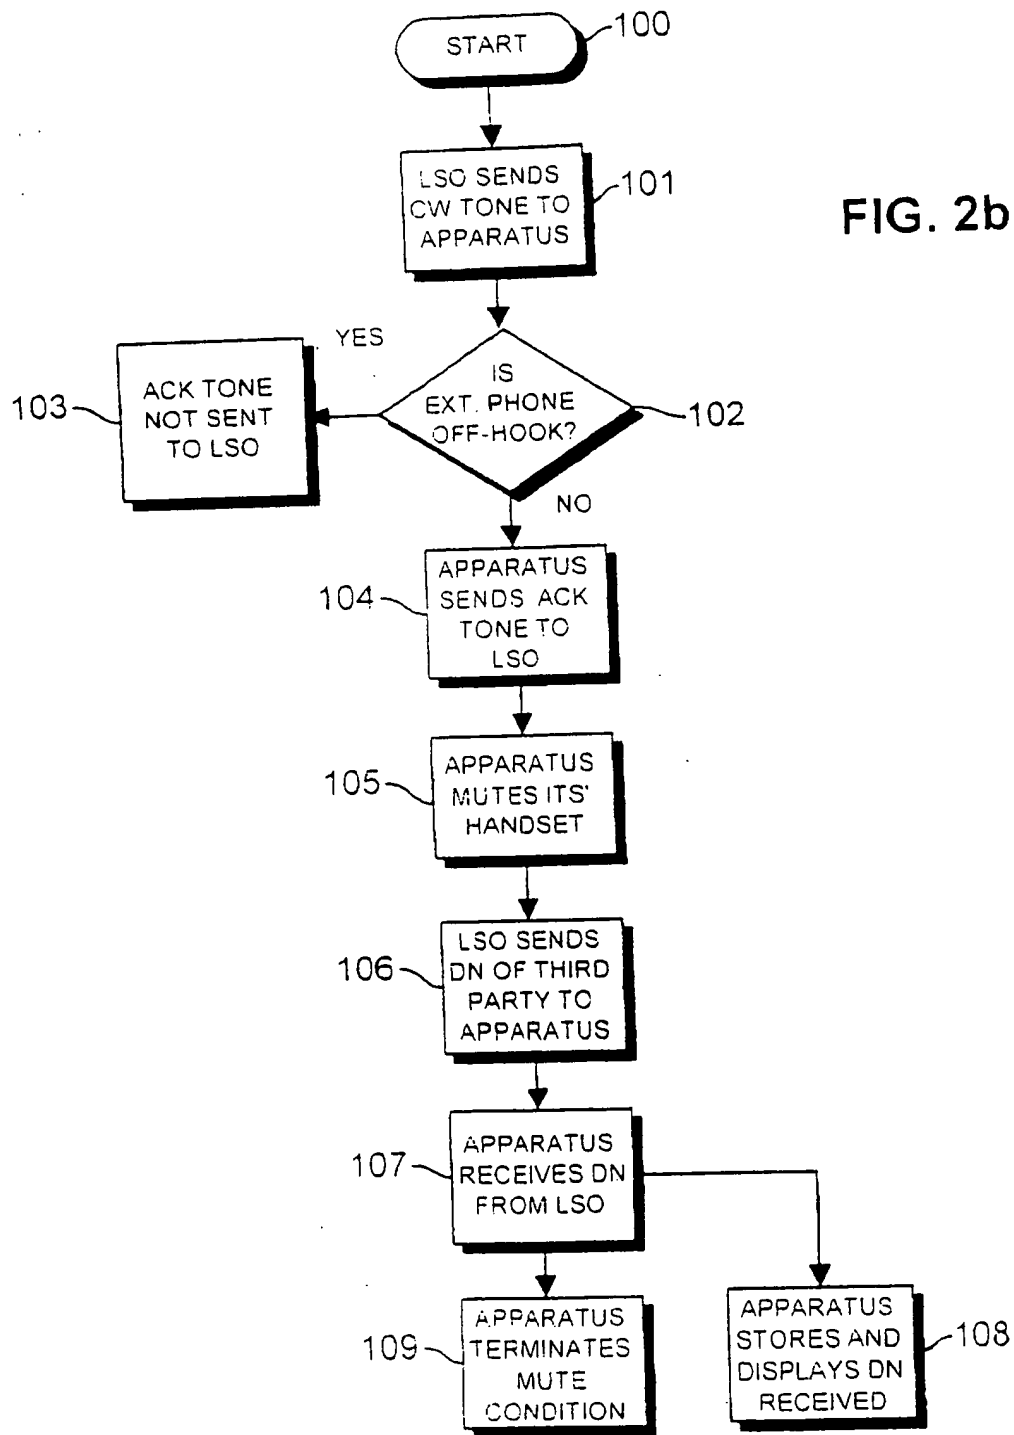 START
100
LSO SENDS
CW TONE TO
APPARATUS
101
FIG. 2b
YES
IS
EXT. PHONE
OFF-HOOK?
102
ACK TONE
NOT SENT
TO LSO
103
NO
APPARATUS
SENDS ACK
TONE TO
LSO
104
APPARATUS
MUTES ITS'
HANDSET
105
LSO SENDS
DN OF THIRD
PARTY TO
APPARATUS
106
APPARATUS
RECEIVES DN
FROM LSO
107
APPARATUS
TERMINATES
MUTE
CONDITION
109
APPARATUS
STORES AND
DISPLAYS DN
RECEIVED
108